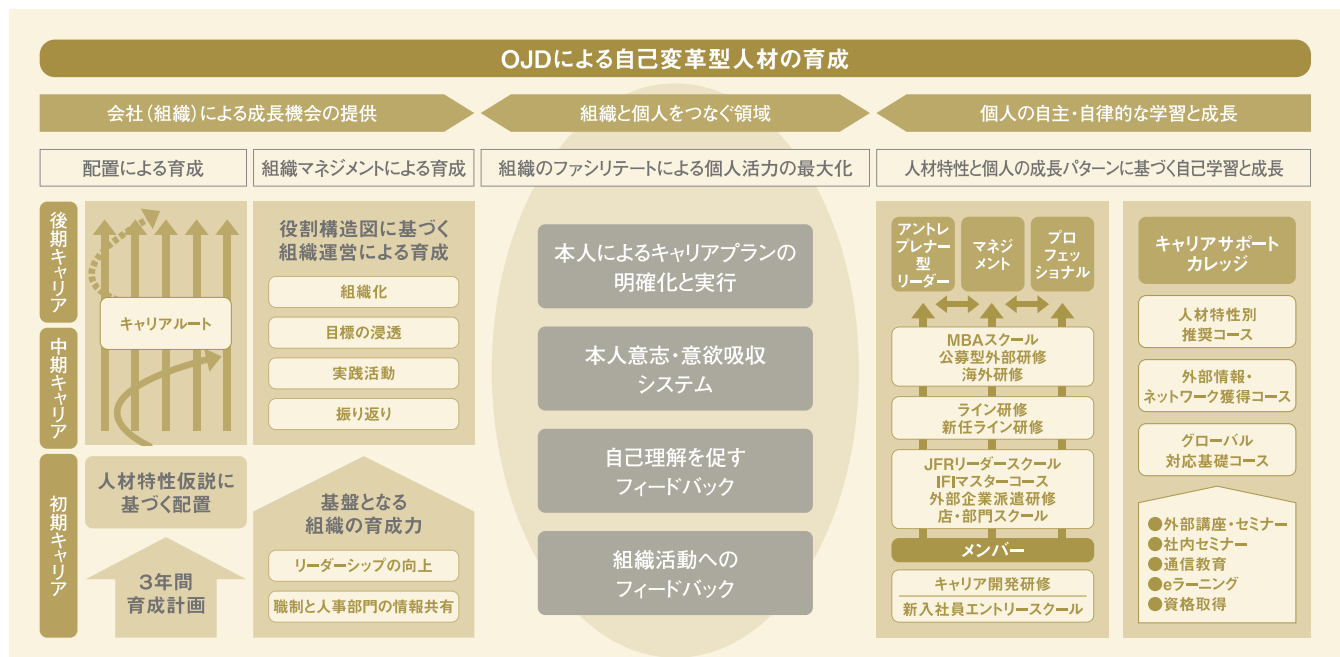 OJDによる自己変革型人材の育成
会社（組織）による成長機会の提供
組織と個人をつなぐ領域
個人の自主・自律的な学習と成長
配置による育成
組織マネジメントによる育成
組織のファシリテートによる個人活力の最大化
人材特性と個人の成長パターンに基づく自己学習と成長
後期キャリア
中期キャリア
初期キャリア
キャリアルート
人材特性仮説に
基づく配置
3年間
育成計画
役割構造図に基づく
組織運営による育成
組織化
目標の浸透
実践活動
振り返り
基盤となる
組織の育成力
リーダーシップの向上
職制と人事部門の情報共有
本人によるキャリアプランの
明確化と実行
本人意志・意欲吸収
システム
自己理解を促す
フィードバック
組織活動への
フィードバック
アントレ
プレナー
型
リーダー
マネジ
メント
プロ
フェッ
ショナル
MBAスクール
公募型外部研修
海外研修
ライン研修
新任ライン研修
JFRリーダースクール
IFIマスターコース
外部企業派遣研修
店・部門スクール
メンバー
キャリア開発研修
新入社員エントリースクール
キャリアサポート
カレッジ
人材特性別
推奨コース
外部情報・
ネットワーク獲得コース
グローバル
対応基礎コース
●外部講座・セミナー
●社内セミナー
●通信教育
●eラーニング
●資格取得